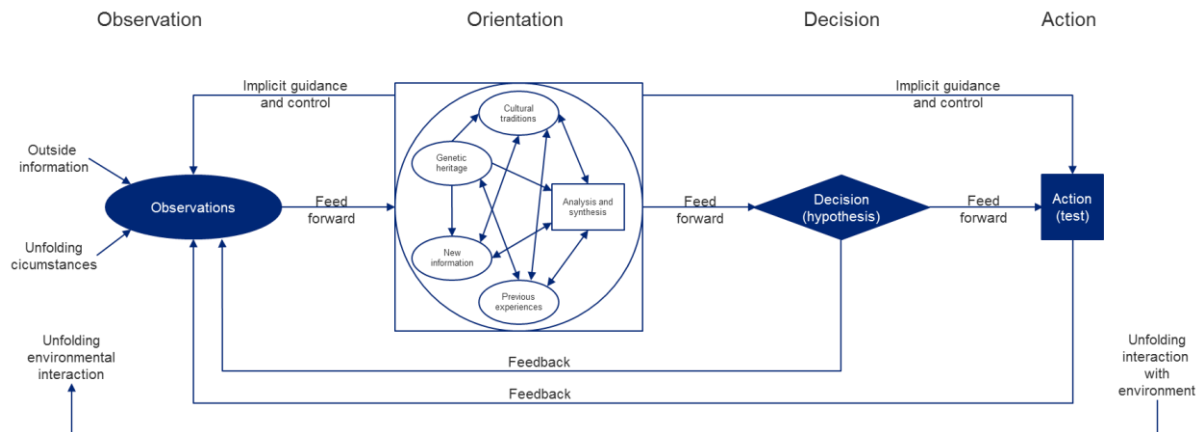 Observation
Orientation
Decision
Action
Implicit guidance
and control
Implicit guidance
and control
Cultural
traditions
Outside
information
Genetic
heritage
Observations
Feed
forward
Analysis and
synthesis
Feed
forward
Decision
(hypothesis)
Feed
forward
Action
(test)
Unfolding
cicumstances
New
information
Previous
experiences
Unfolding
environmental
interaction
Feedback
Feedback
Unfolding
interaction
with
environment